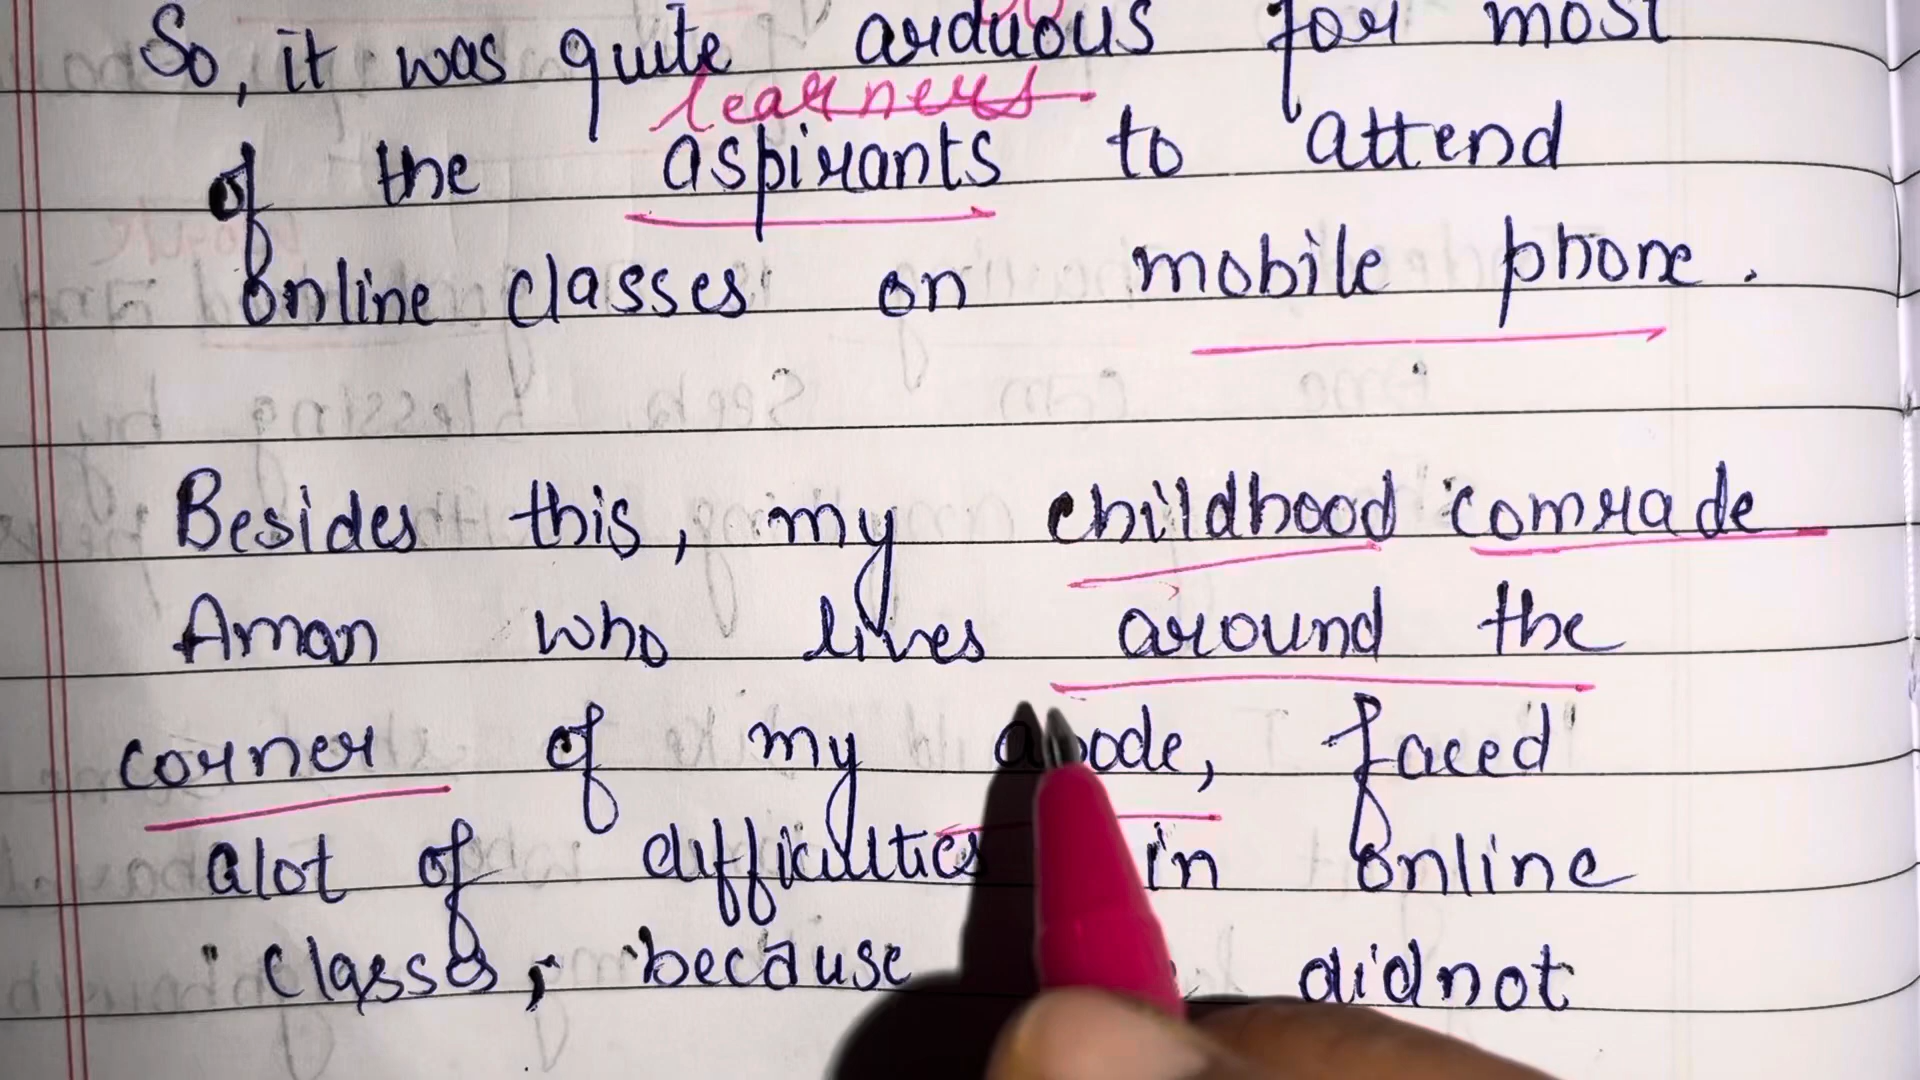 So, it was quite arduous for most
learners
of the aspirants to attend
online classes on mobile phone.
Besides this, my childhood comrade
Aman who lives around the
corner of my abode, faced
alot of difficulties in online
classes, because didnot